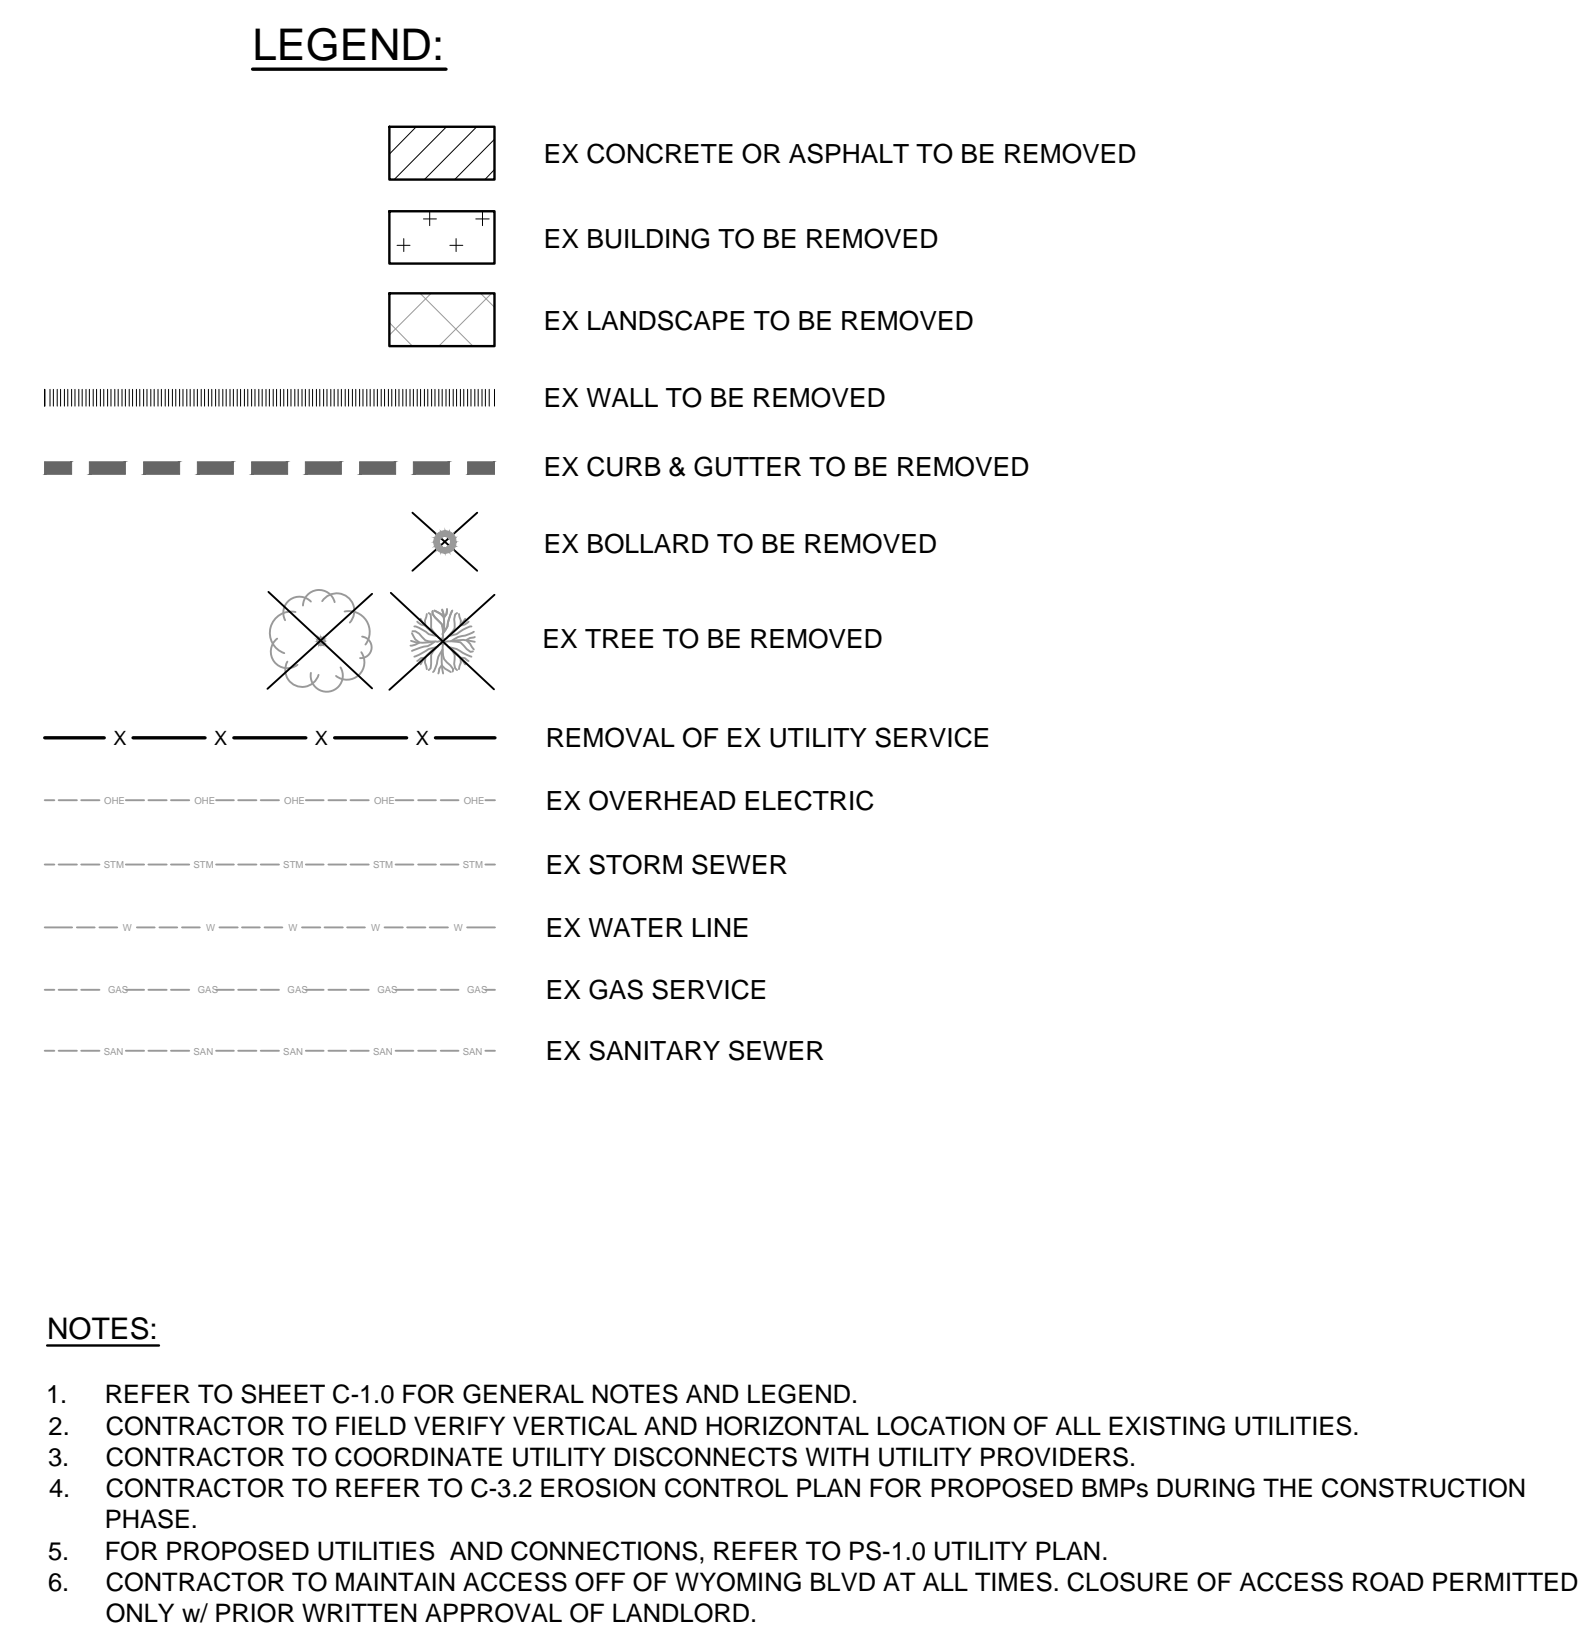 LEGEND:
EX CONCRETE OR ASPHALT TO BE REMOVED
EX BUILDING TO BE REMOVED
EX LANDSCAPE TO BE REMOVED
EX WALL TO BE REMOVED
EX CURB & GUTTER TO BE REMOVED
EX BOLLARD TO BE REMOVED
EX TREE TO BE REMOVED
X X X X REMOVAL OF EX UTILITY SERVICE
OHE OHE OHE OHE OHE EX OVERHEAD ELECTRIC
STM STM STM STM STM EX STORM SEWER
W W W W W EX WATER LINE
GAS GAS GAS GAS GAS EX GAS SERVICE
SAN SAN SAN SAN SAN EX SANITARY SEWER
NOTES:
1. REFER TO SHEET C-1.0 FOR GENERAL NOTES AND LEGEND.
2. CONTRACTOR TO FIELD VERIFY VERTICAL AND HORIZONTAL LOCATION OF ALL EXISTING UTILITIES.
3. CONTRACTOR TO COORDINATE UTILITY DISCONNECTS WITH UTILITY PROVIDERS.
4. CONTRACTOR TO REFER TO C-3.2 EROSION CONTROL PLAN FOR PROPOSED BMPs DURING THE CONSTRUCTION
PHASE.
5. FOR PROPOSED UTILITIES AND CONNECTIONS, REFER TO PS-1.0 UTILITY PLAN.
6. CONTRACTOR TO MAINTAIN ACCESS OFF OF WYOMING BLVD AT ALL TIMES. CLOSURE OF ACCESS ROAD PERMITTED
ONLY w/ PRIOR WRITTEN APPROVAL OF LANDLORD.